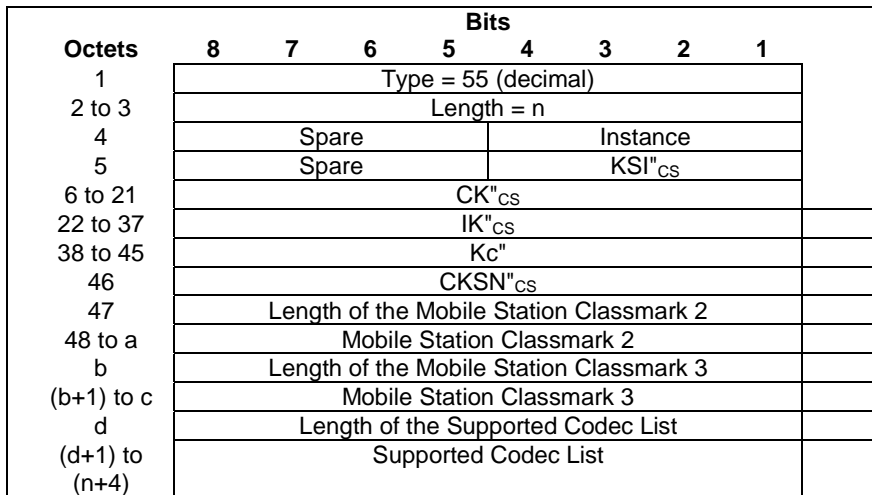 Bits
Octets 8 7 6 5 4 3 2 1
1 Type = 55 (decimal)
2 to 3 Length = n
4 Spare Instance
5 Spare KSI"CS
6 to 21 CK"CS
22 to 37 IK"CS
38 to 45 Kc"
46 CKSN"CS
47 Length of the Mobile Station Classmark 2
48 to a Mobile Station Classmark 2
b Length of the Mobile Station Classmark 3
(b+1) to c Mobile Station Classmark 3
d Length of the Supported Codec List
(d+1) to Supported Codec List
(n+4)